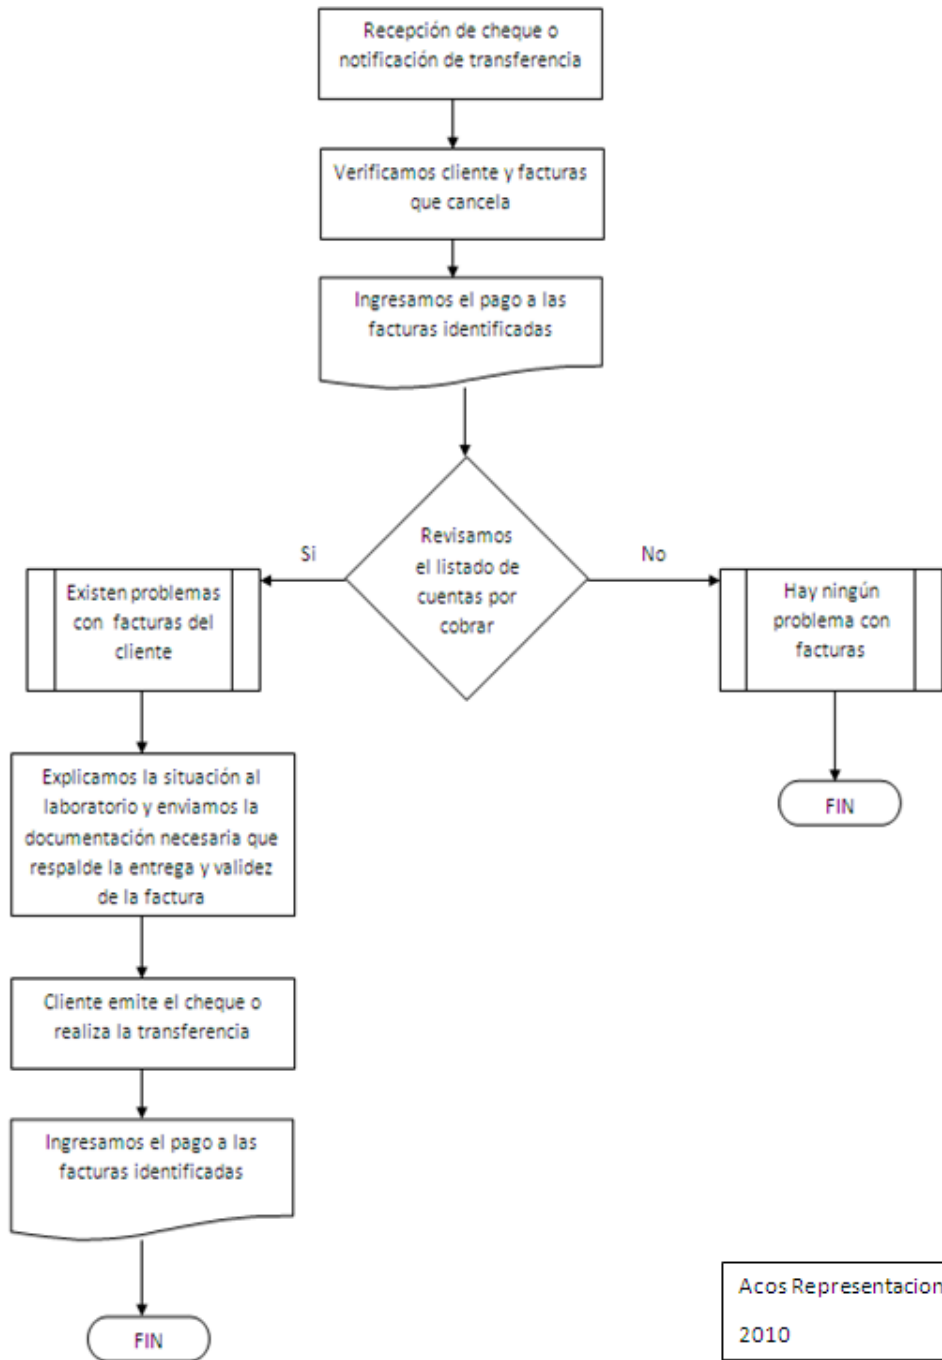 Recepción de cheque o
notificación de transferencia
Verificamos cliente y facturas
que cancela
Ingresamos el pago a las
facturas identificadas
Revisamos
el listado de
cuentas por
cobrar
Si
No
Existen problemas
con facturas del
cliente
Hay ningún
problema con
facturas
Explicamos la situación al
laboratorio y enviamos la
documentación necesaria que
respalde la entrega y validez
de la factura
FIN
Cliente emite el cheque o
realiza la transferencia
Ingresamos el pago a las
facturas identificadas
FIN
Acos Representacion
2010